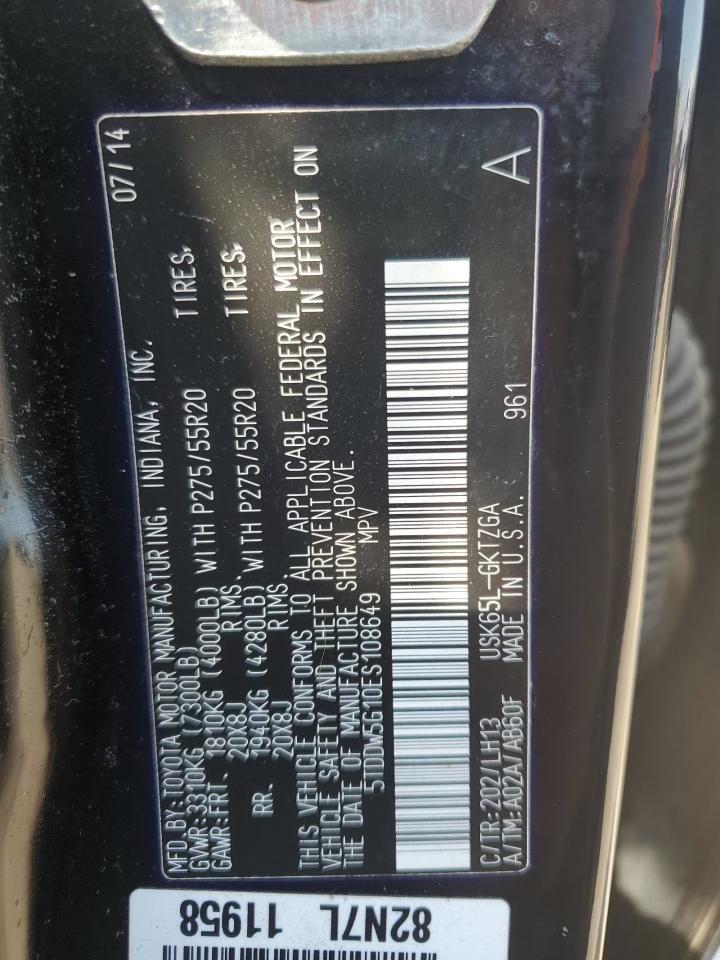 MFD.BY:TOYOTA MOTOR MANUFACTURING, INDIANA, INC. 07/14
GVWR:3310KG (7300LB)
GAWR:FRT. 1810KG (4000LB) WITH P275/55R20 TIRES,
20X8J RIMS.
RR. 1940KG (4280LB) WITH P275/55R20 TIRES,
20X8J RIMS.
THIS VEHICLE CONFORMS TO ALL APPLICABLE FEDERAL MOTOR
VEHICLE SAFETY AND THEFT PREVENTION STANDARDS IN EFFECT ON
THE DATE OF MANUFACTURE SHOWN ABOVE.
5TDDW5G10ES108649 MPV
C/TR:202/LH13 USK65L-GKTZGA
A/TM:A02A/AB60F MADE IN U.S.A. 961 A
82N7L 11958